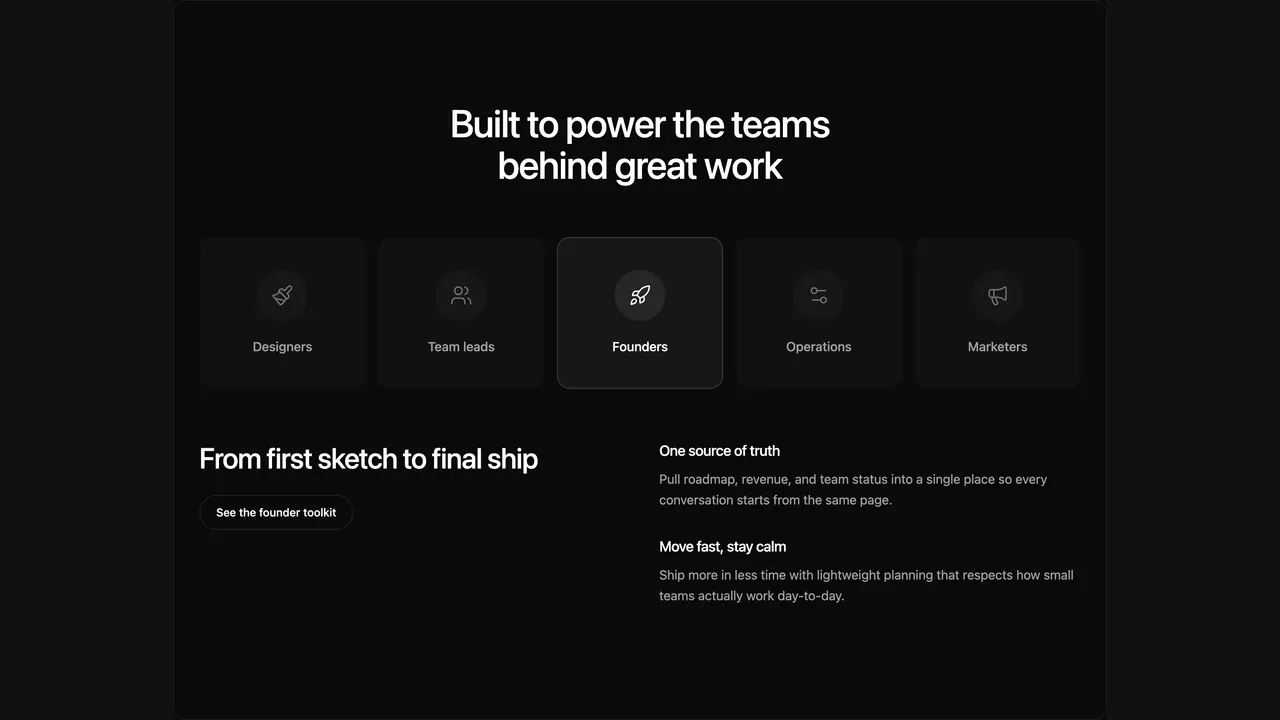 Built to power the teams
behind great work
Designers
Team leads
Founders
Operations
Marketers
From first sketch to final ship
See the founder toolkit
One source of truth
Pull roadmap, revenue, and team status into a single place so every
conversation starts from the same page.
Move fast, stay calm
Ship more in less time with lightweight planning that respects how small
teams actually work day-to-day.